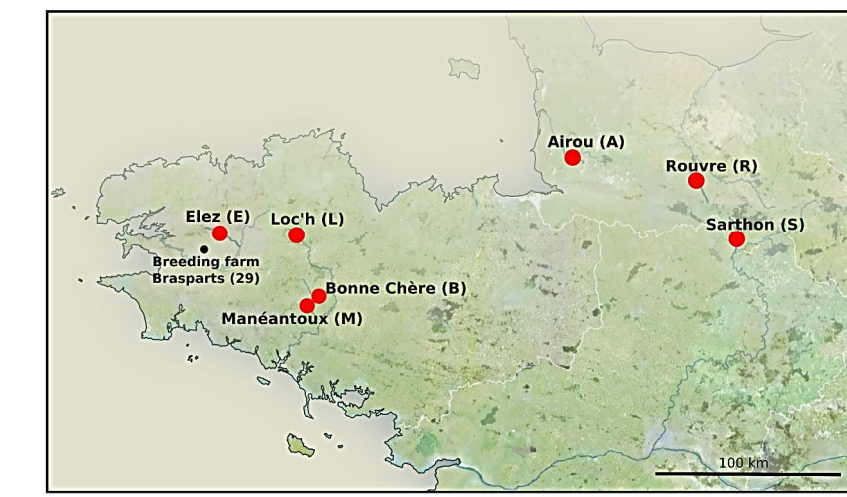 Airou (A)
Rouvre (R)
Elez (E)
Loc'h (L)
Sarthon (S)
Breeding farm
Brasparts (29)
Bonne Chère (B)
Manéantoux (M)
100 km